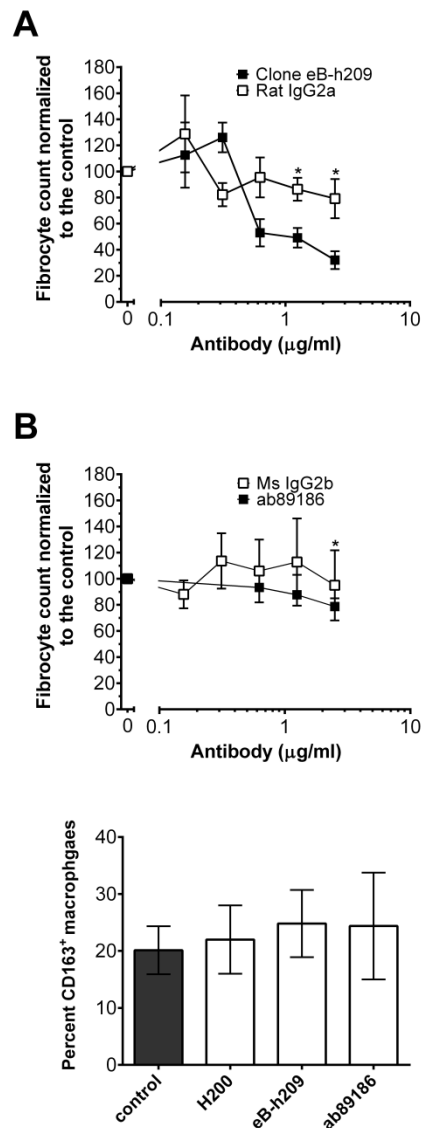 A
Fibrocyte count normalized
to the control
180
160
140
120
100
80
60
40
20
0
Clone eB-h209
Rat IgG2a
*
*
0
0.1
1
10
Antibody (μg/ml)
B
Fibrocyte count normalized
to the control
180
160
140
120
100
80
60
40
20
0
Ms IgG2b
ab89186
*
0
0.1
1
10
Antibody (μg/ml)
Percent CD163+ macrophgaes
40
30
20
10
0
control
H200
eB-h209
ab89186